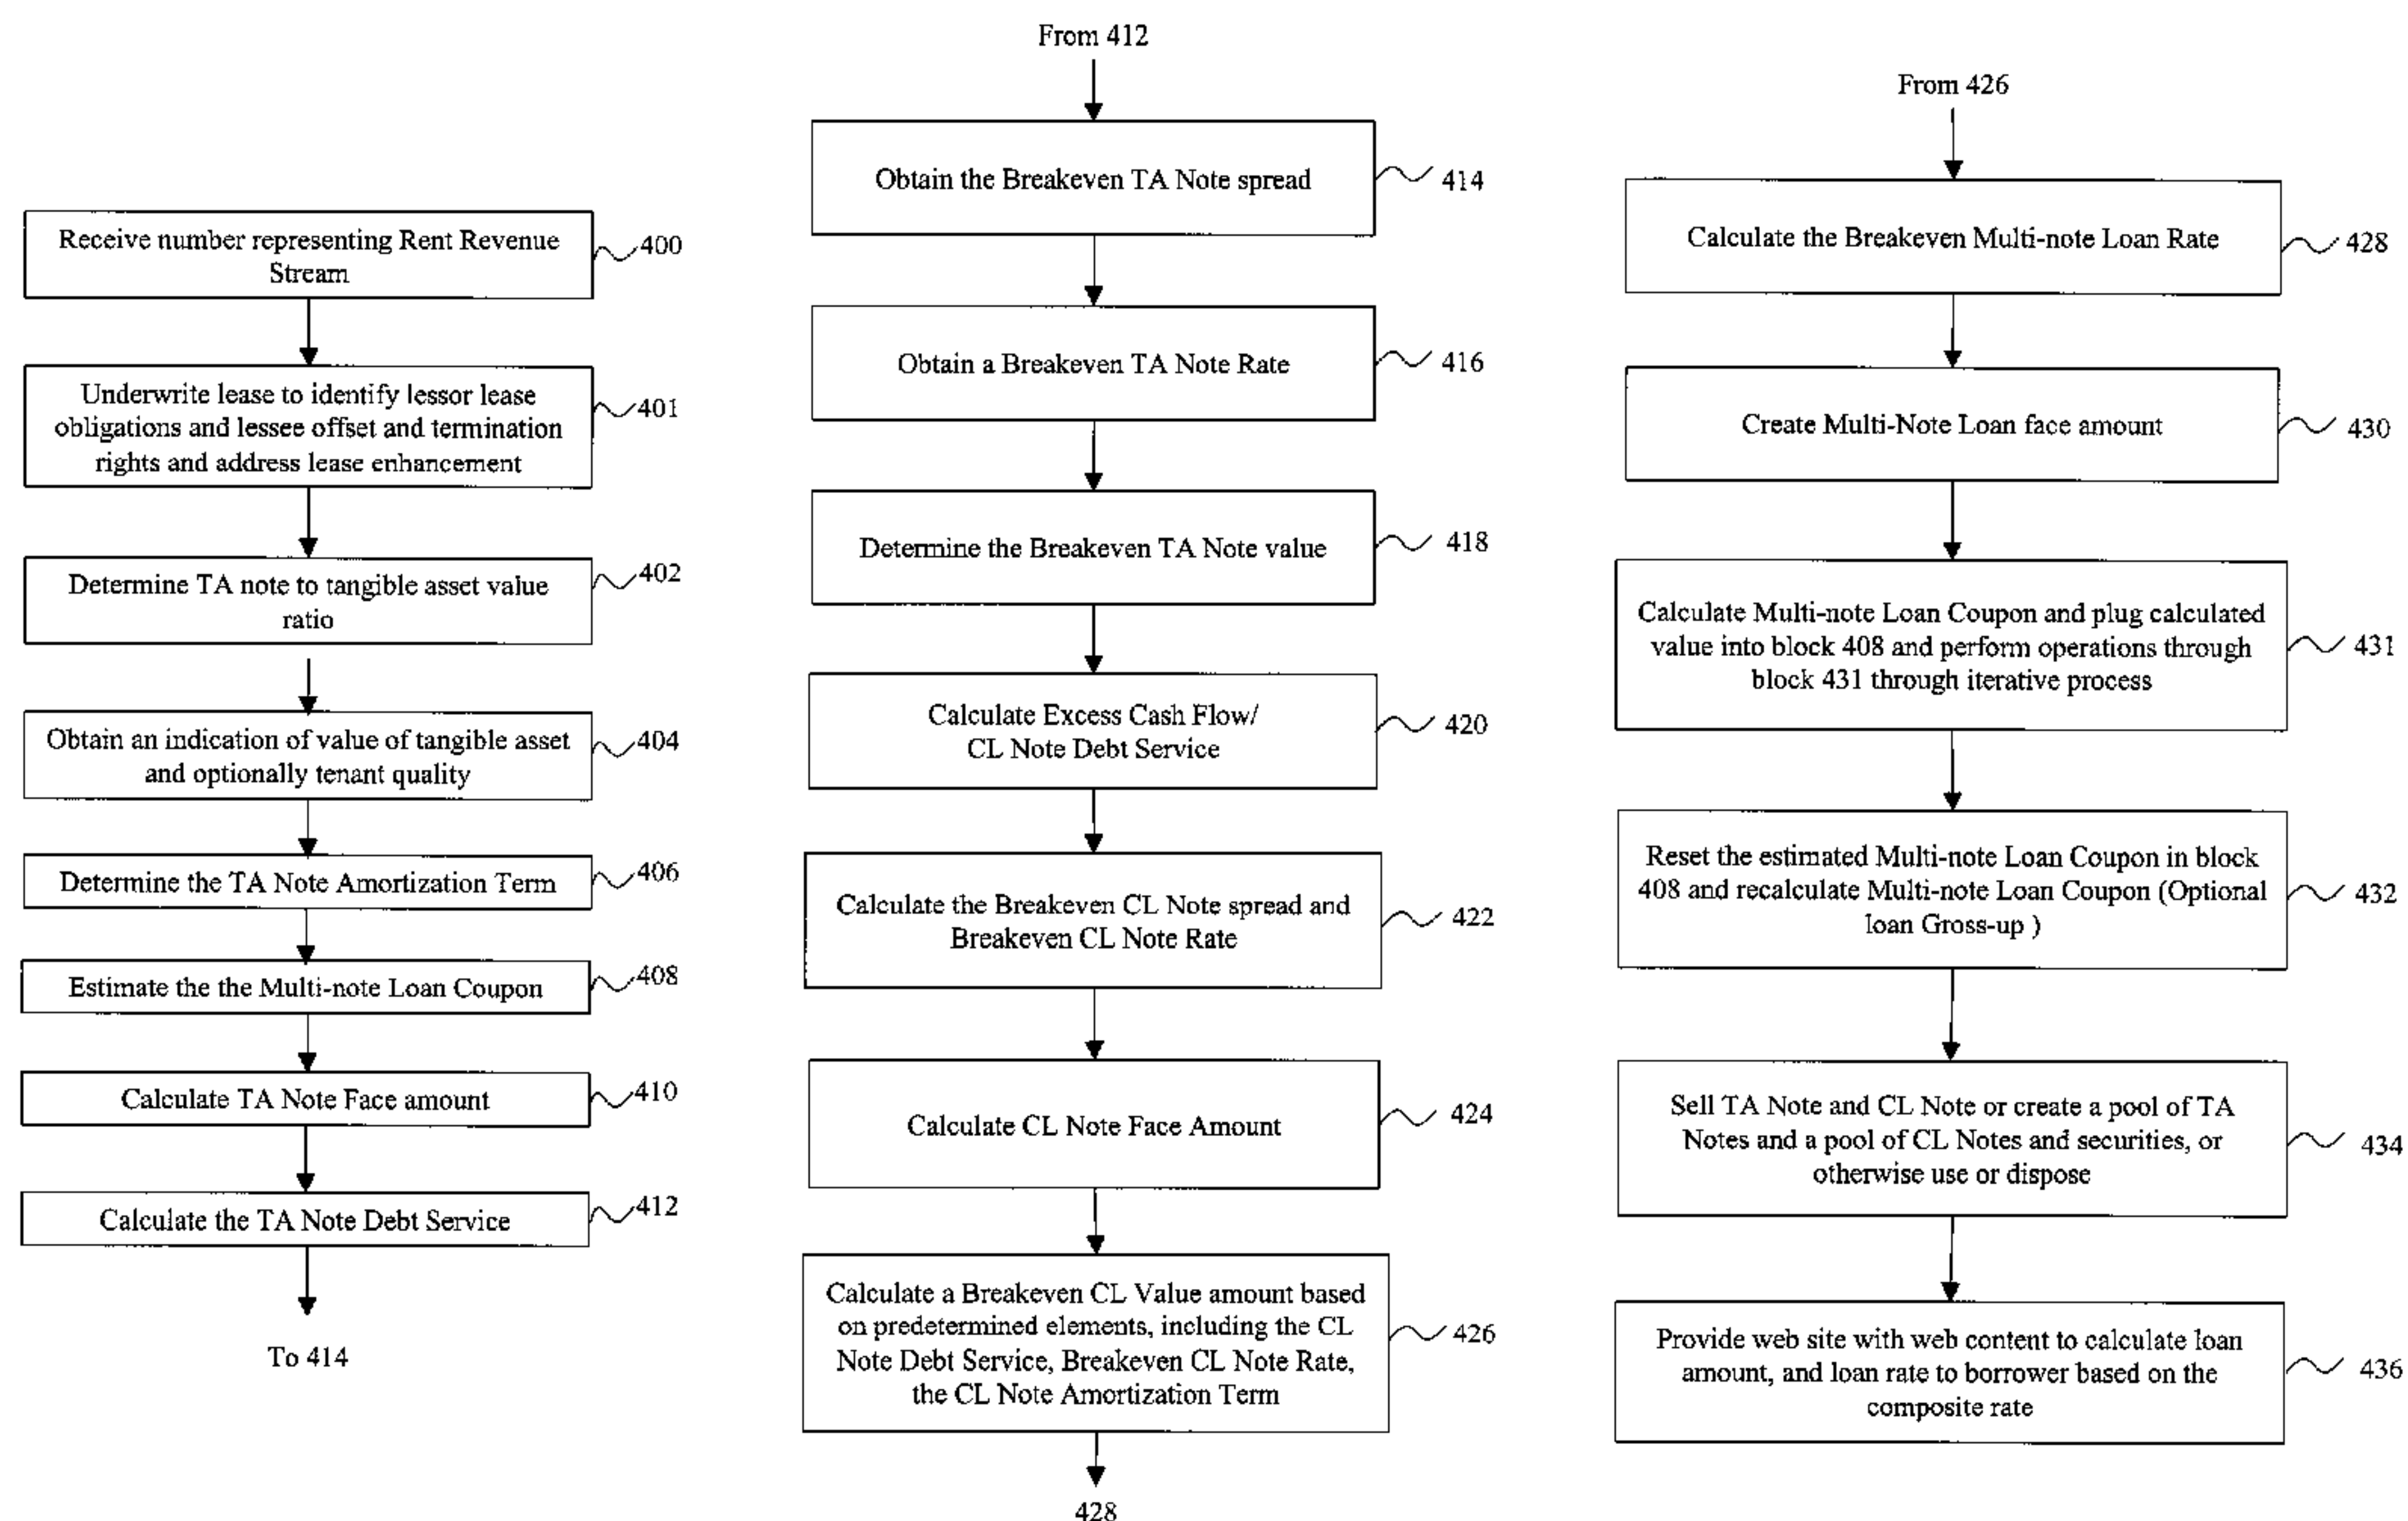 Receive number representing Rent Revenue
Stream
400
Underwrite lease to identify lessor lease
obligations and lessee offset and termination
rights and address lease enhancement
401
Determine TA note to tangible asset value
ratio
402
Obtain an indication of value of tangible asset
and optionally tenant quality
404
Determine the TA Note Amortization Term
406
Estimate the the Multi-note Loan Coupon
408
Calculate TA Note Face amount
410
Calculate the TA Note Debt Service
412
To 414
From 412
Obtain the Breakeven TA Note spread
414
Obtain a Breakeven TA Note Rate
416
Determine the Breakeven TA Note value
418
Calculate Excess Cash Flow/
CL Note Debt Service
420
Calculate the Breakeven CL Note spread and
Breakeven CL Note Rate
422
Calculate CL Note Face Amount
424
Calculate a Breakeven CL Value amount based
on predetermined elements, including the CL
Note Debt Service, Breakeven CL Note Rate,
the CL Note Amortization Term
426
428
From 426
Calculate the Breakeven Multi-note Loan Rate
428
Create Multi-Note Loan face amount
430
Calculate Multi-note Loan Coupon and plug calculated
value into block 408 and perform operations through
block 431 through iterative process
431
Reset the estimated Multi-note Loan Coupon in block
408 and recalculate Multi-note Loan Coupon (Optional
loan Gross-up )
432
Sell TA Note and CL Note or create a pool of TA
Notes and a pool of CL Notes and securities, or
otherwise use or dispose
434
Provide web site with web content to calculate loan
amount, and loan rate to borrower based on the
composite rate
436